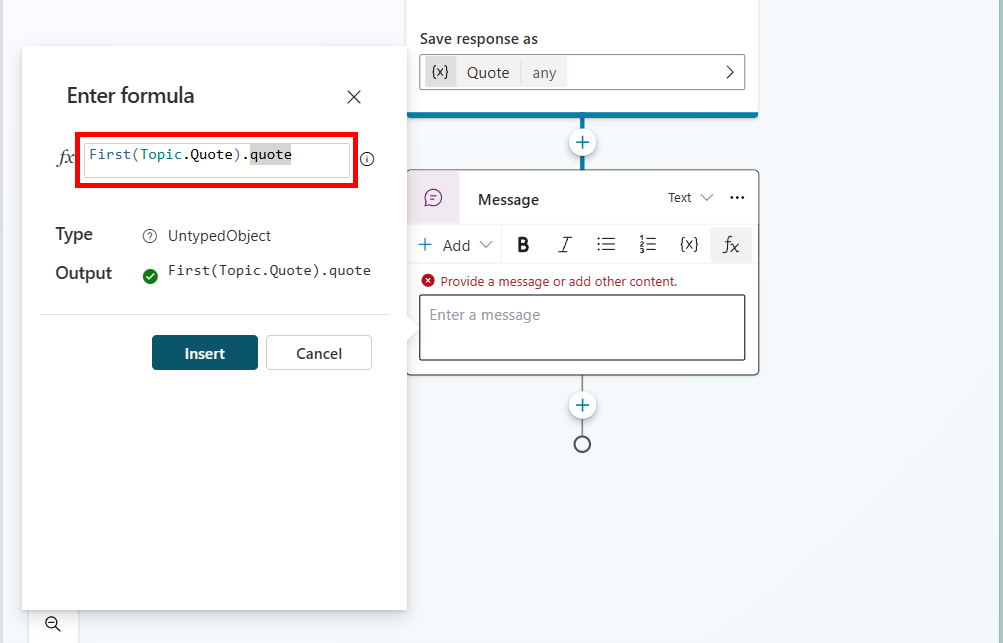 Save response as
{x} Quote any
Enter formula
fx First(Topic.Quote).quote
Type UntypedObject
Output First(Topic.Quote).quote
Insert Cancel
Message Text
Add B I {x} fx
Provide a message or add other content.
Enter a message